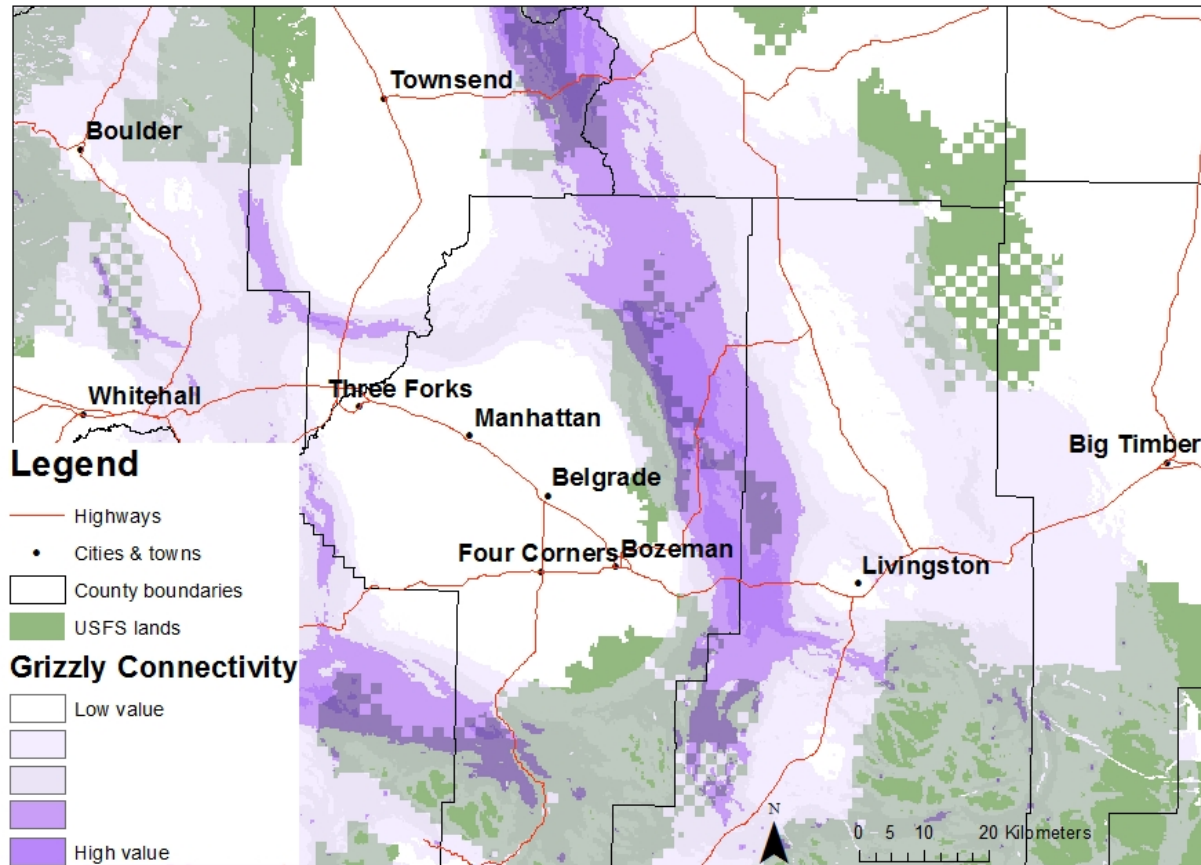 Townsend
Boulder
Whitehall
Three Forks
Manhattan
Big Timber
Belgrade
Four Corners
Bozeman
Livingston
Legend
Highways
Cities & towns
County boundaries
USFS lands
Grizzly Connectivity
Low value
High value
N
0 5 10 20 Kilometers